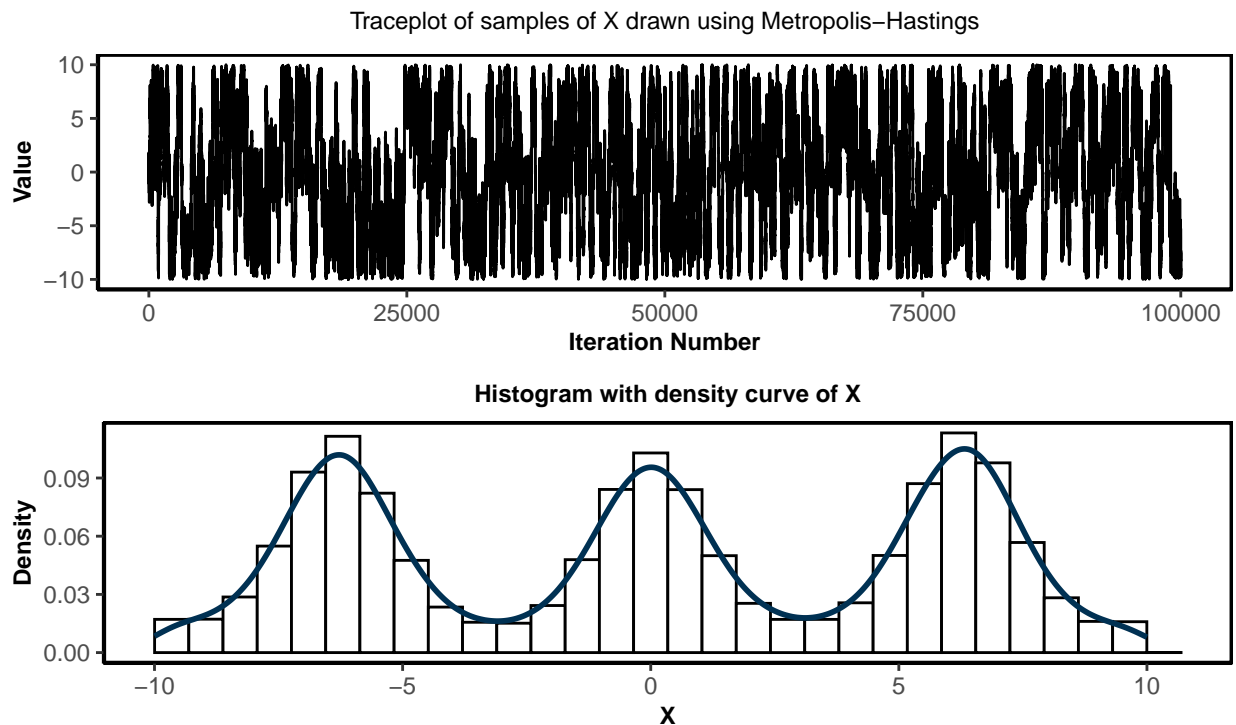 Traceplot of samples of X drawn using Metropolis−Hastings
10
5
0
−5
−10
Value
0 25000 50000 75000 100000
Iteration Number
Histogram with density curve of X
0.09
0.06
0.03
0.00
Density
−10 −5 0 5 10
X